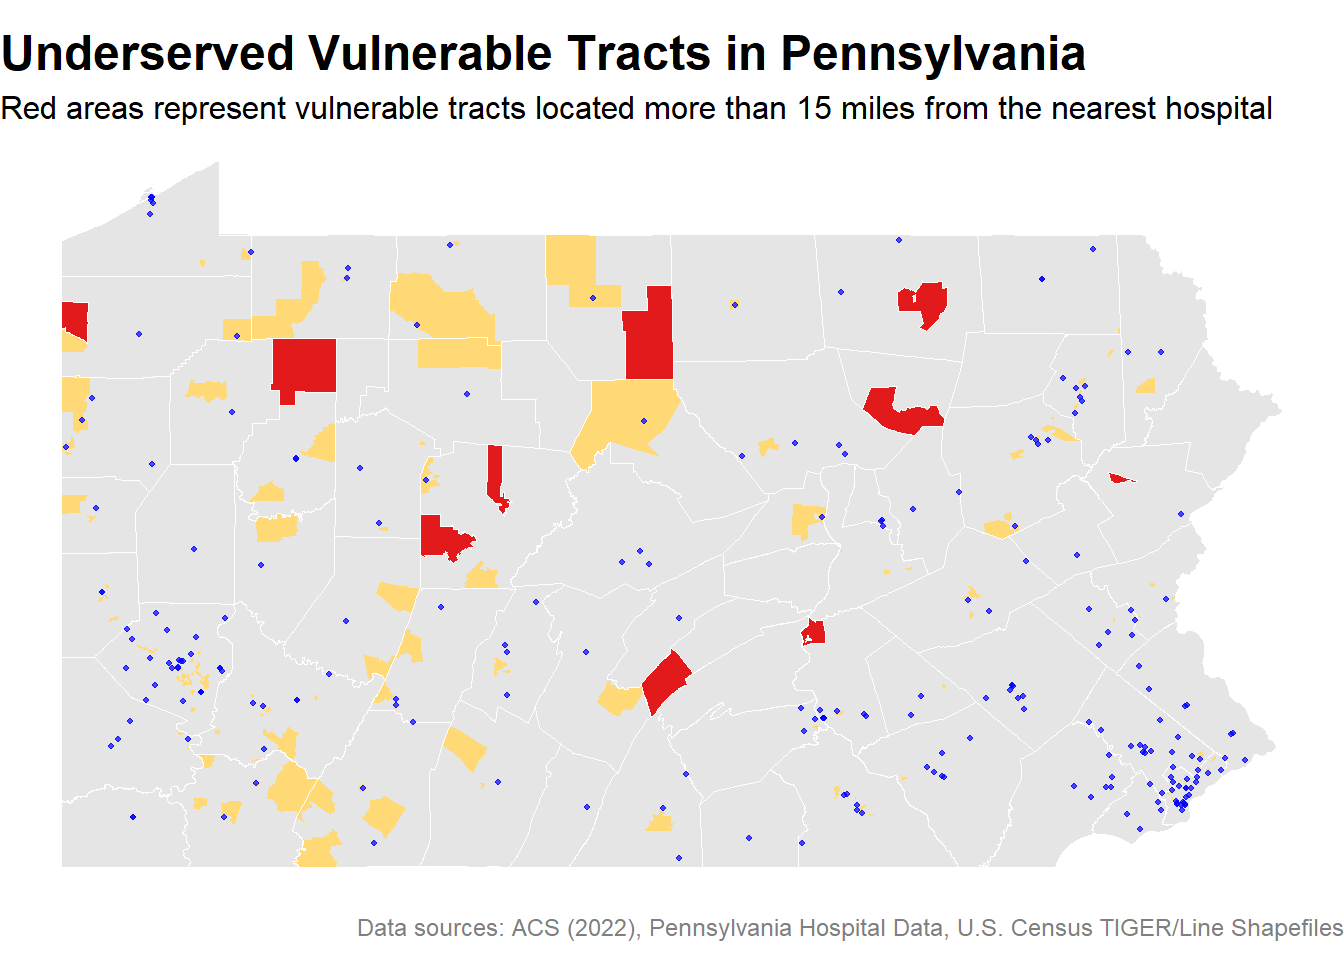 Underserved Vulnerable Tracts in Pennsylvania
Red areas represent vulnerable tracts located more than 15 miles from the nearest hospital
Data sources: ACS (2022), Pennsylvania Hospital Data, U.S. Census TIGER/Line Shapefiles